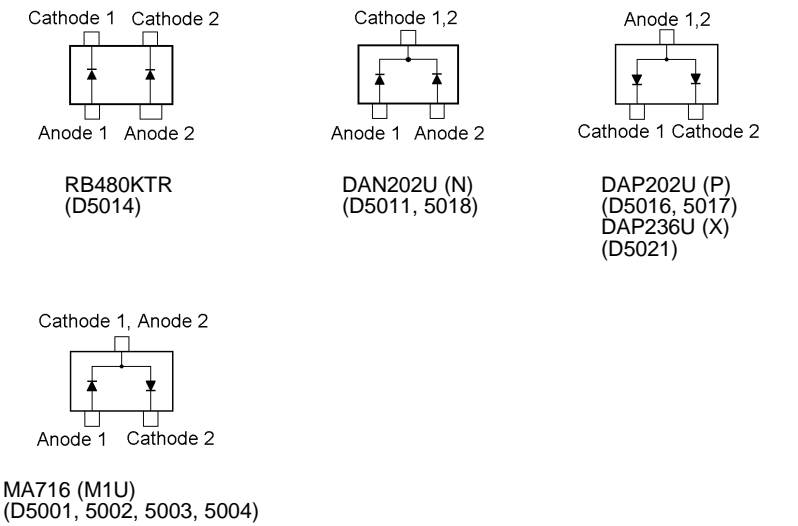 Cathode 1 Cathode 2
Anode 1 Anode 2
RB480KTR
(D5014)
Cathode 1,2
Anode 1 Anode 2
DAN202U (N)
(D5011, 5018)
Anode 1,2
Cathode 1 Cathode 2
DAP202U (P)
(D5016, 5017)
DAP236U (X)
(D5021)
Cathode 1, Anode 2
Anode 1 Cathode 2
MA716 (M1U)
(D5001, 5002, 5003, 5004)